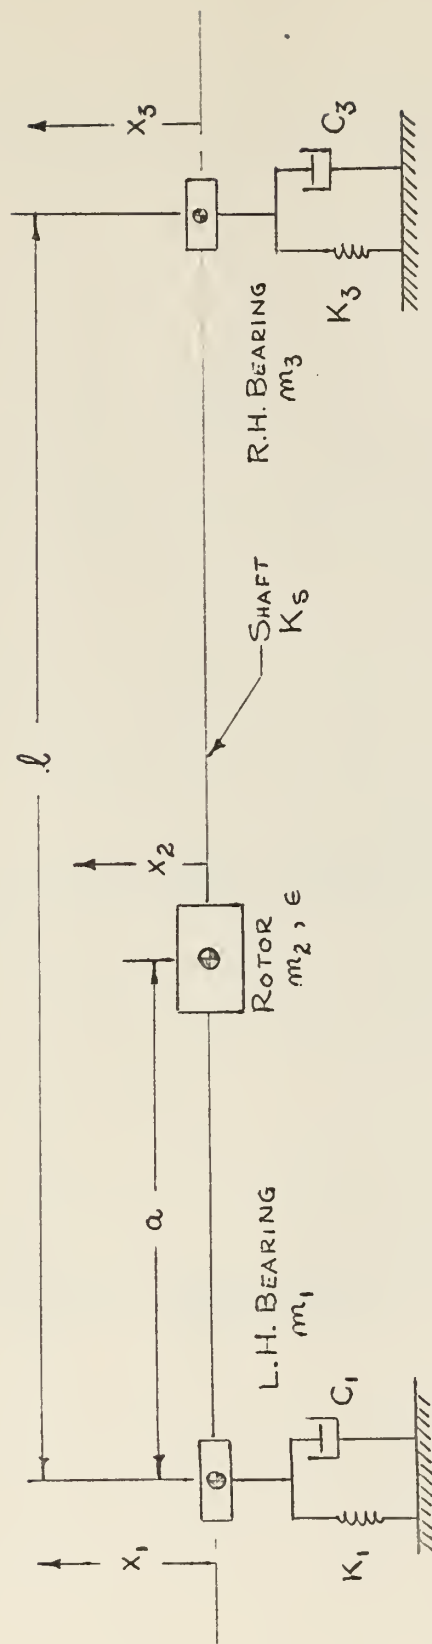 l
a
x₁
x₂
x₃
L.H. BEARING
m₁
ROTOR
m₂, ε
SHAFT
Kₛ
R.H. BEARING
m₃
K₁
C₁
K₃
C₃